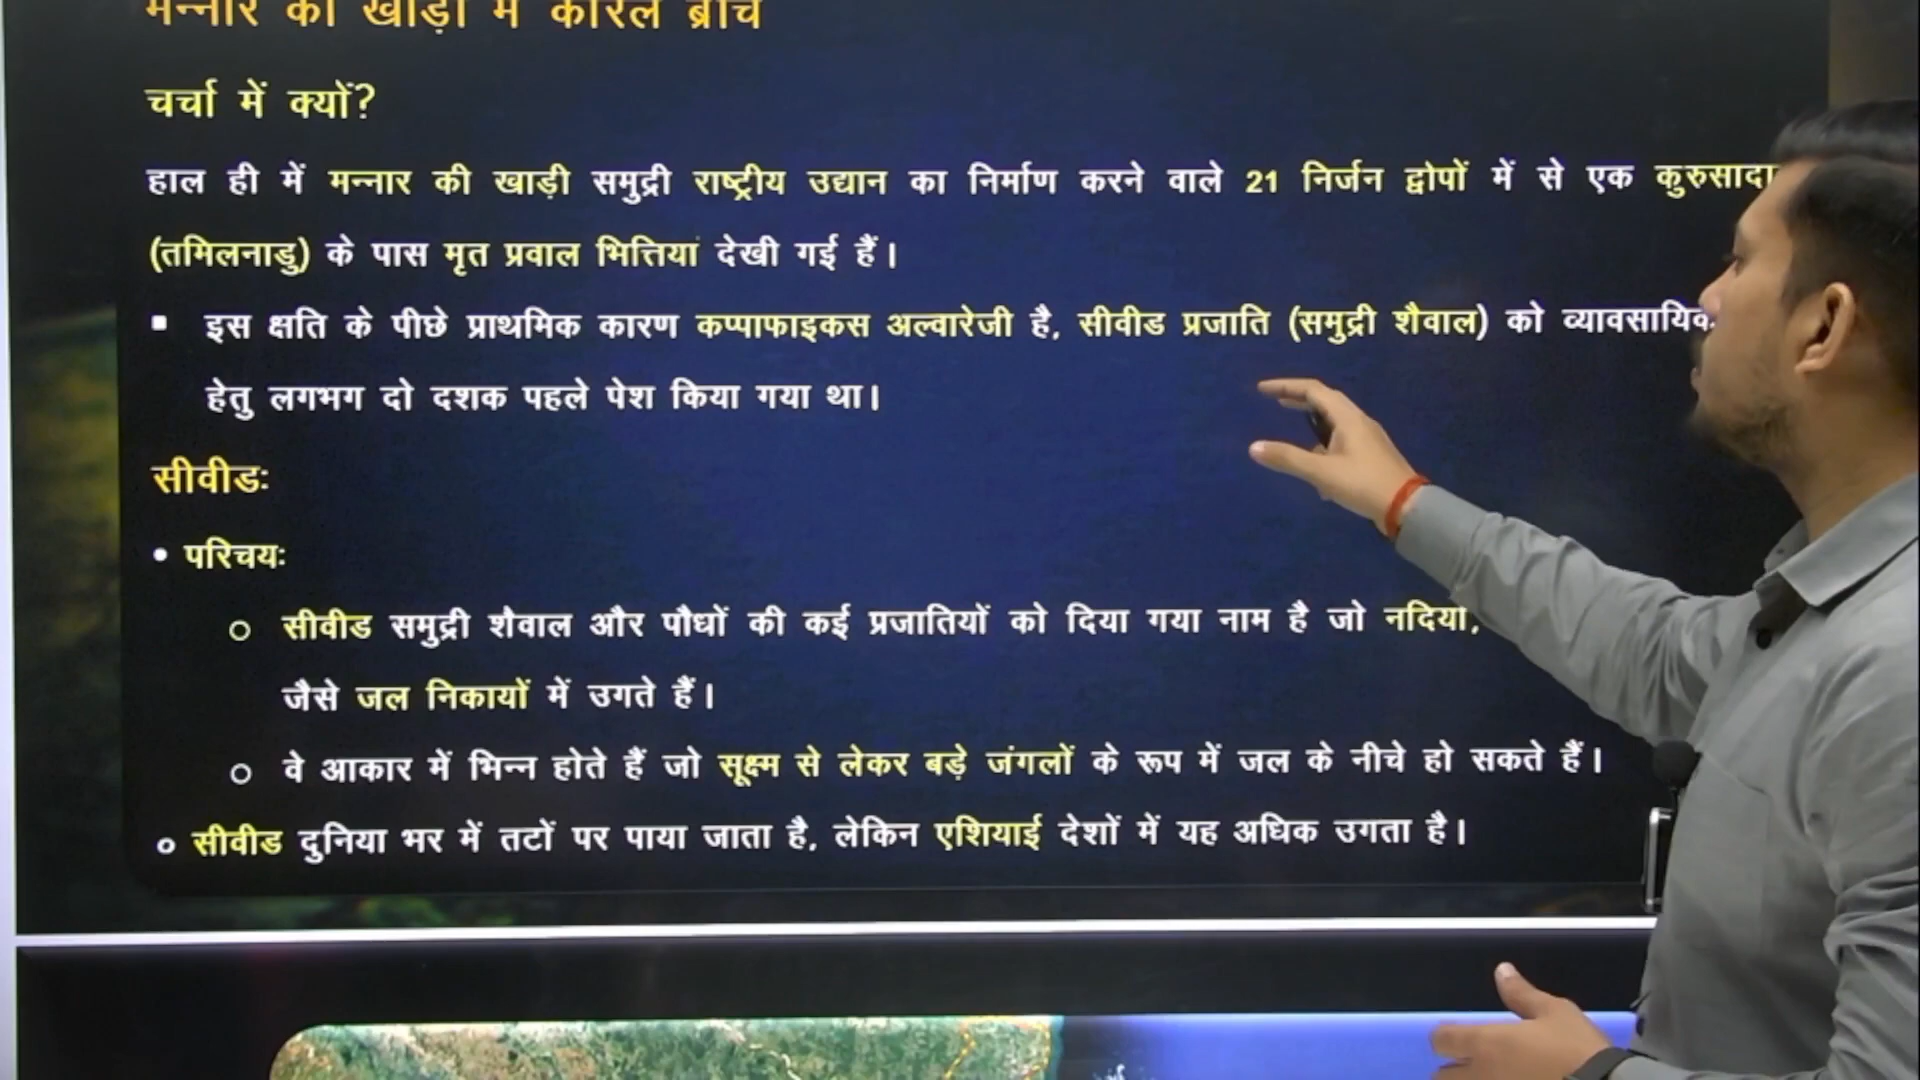 मन्नार की खाड़ी में कोरल ब्रीच
चर्चा में क्यों?
हाल ही में मन्नार की खाड़ी समुद्री राष्ट्रीय उद्यान का निर्माण करने वाले 21 निर्जन द्वीपों में से एक
(तमिलनाडु) के पास मृत प्रवाल भित्तियां देखी गई हैं।
▪ इस क्षति के पीछे प्राथमिक कारण कप्पाफाइकस अल्वारेजी है, सीवीड प्रजाति (समुद्री शैवाल) को
हेतु लगभग दो दशक पहले पेश किया गया था।
सीवीडः
• परिचयः
○ सीवीड समुद्री शैवाल और पौधों की कई प्रजातियों को दिया गया नाम है जो नदियों,
जैसे जल निकायों में उगते हैं।
○ वे आकार में भिन्न होते हैं जो सूक्ष्म से लेकर बड़े जंगलों के रूप में जल के नीचे हो सकते हैं।
○ सीवीड दुनिया भर में तटों पर पाया जाता है, लेकिन एशियाई देशों में यह अधिक उगता है।